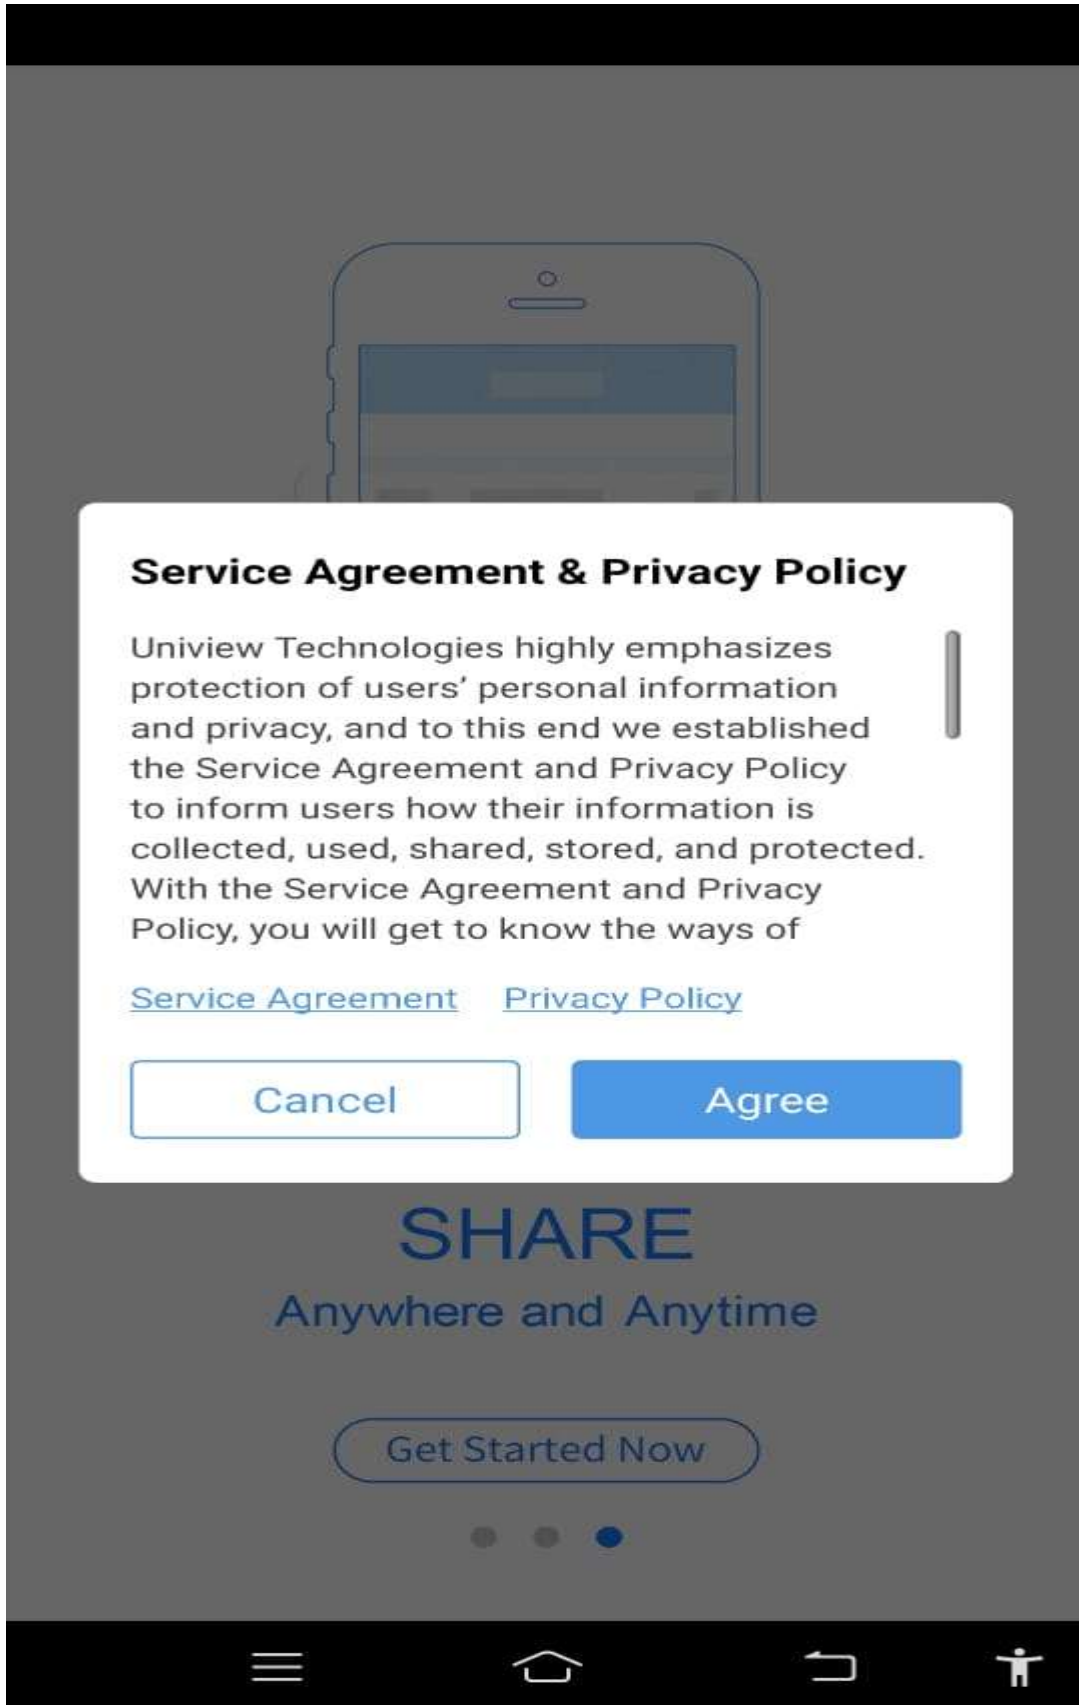 Service Agreement & Privacy Policy
Uniview Technologies highly emphasizes
protection of users’ personal information
and privacy, and to this end we established
the Service Agreement and Privacy Policy
to inform users how their information is
collected, used, shared, stored, and protected.
With the Service Agreement and Privacy
Policy, you will get to know the ways of
Service Agreement Privacy Policy
Cancel Agree
SHARE
Anywhere and Anytime
Get Started Now